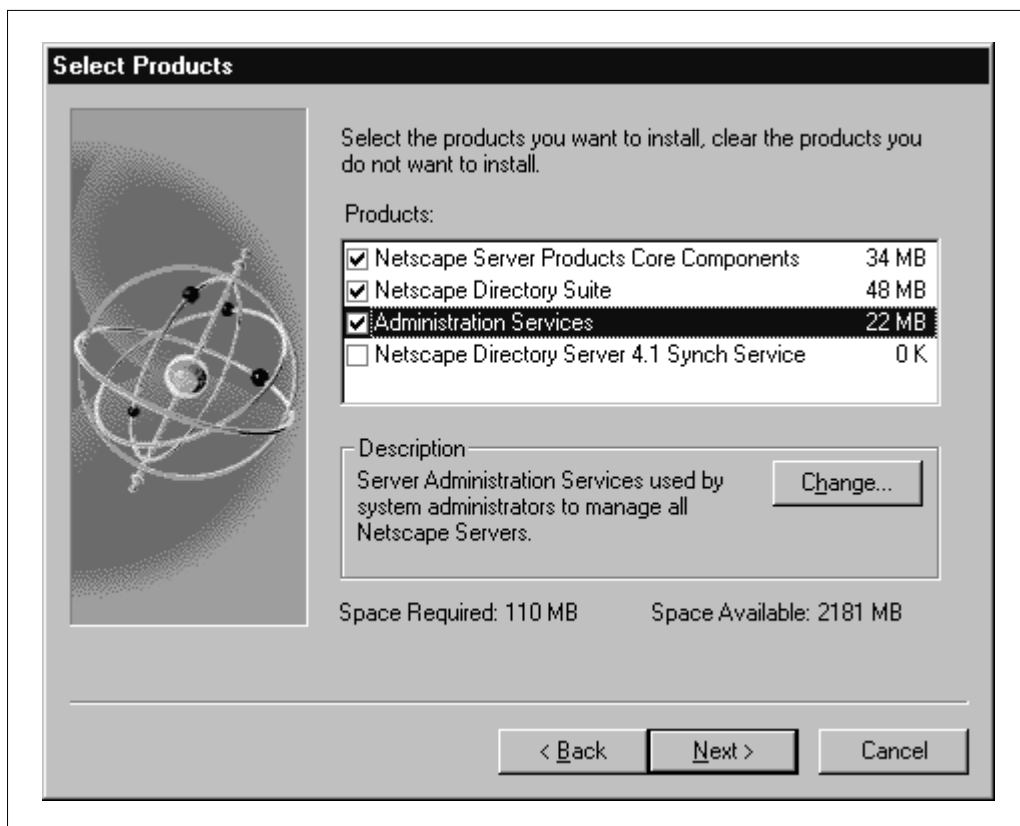 Select Products
Select the products you want to install, clear the products you
do not want to install.
Products:
Netscape Server Products Core Components 34 MB
Netscape Directory Suite 48 MB
Administration Services 22 MB
Netscape Directory Server 4.1 Synch Service 0 K
Description
Server Administration Services used by
system administrators to manage all
Netscape Servers.
Change...
Space Required: 110 MB Space Available: 2181 MB
< Back Next > Cancel